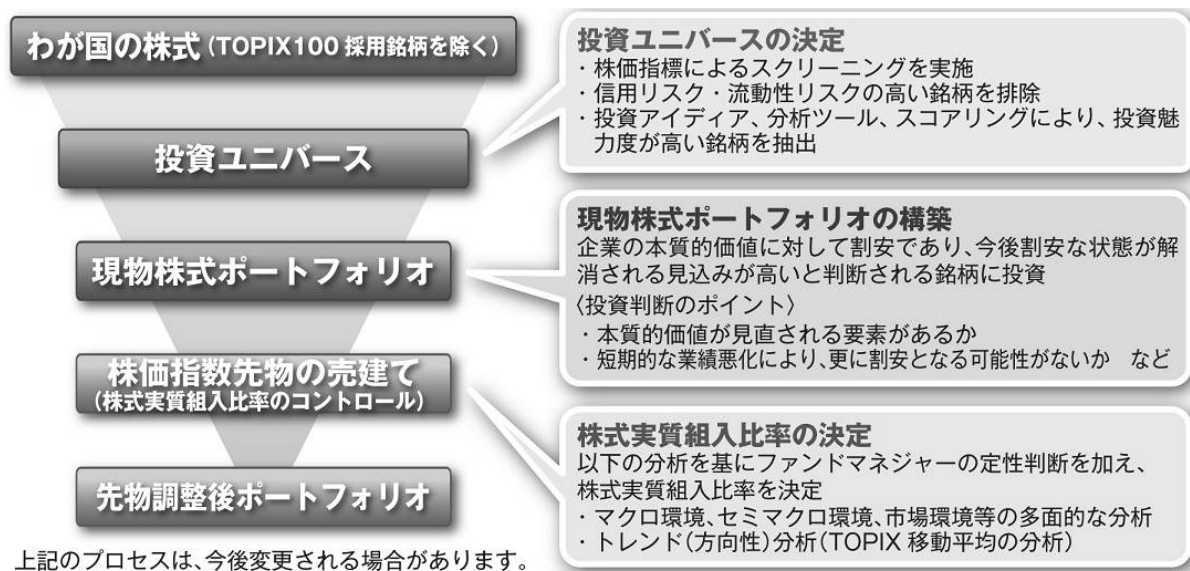 わが国の株式(TOPIX100 採用銘柄を除く)
投資ユニバースの決定
・株価指標によるスクリーニングを実施
・信用リスク・流動性リスクの高い銘柄を排除
・投資アイディア、分析ツール、スコアリングにより、投資魅
力度が高い銘柄を抽出
投資ユニバース
現物株式ポートフォリオの構築
企業の本質的価値に対して割安であり、今後割安な状態が解
消される見込みが高いと判断される銘柄に投資
〈投資判断のポイント〉
・本質的価値が見直される要素があるか
・短期的な業績悪化により、更に割安となる可能性がないか など
現物株式ポートフォリオ
株価指数先物の売建て
(株式実質組入比率のコントロール)
株式実質組入比率の決定
以下の分析を基にファンドマネジャーの定性判断を加え、
株式実質組入比率を決定
・マクロ環境、セミマクロ環境、市場環境等の多面的な分析
・トレンド(方向性)分析(TOPIX 移動平均の分析)
先物調整後ポートフォリオ
上記のプロセスは、今後変更される場合があります。